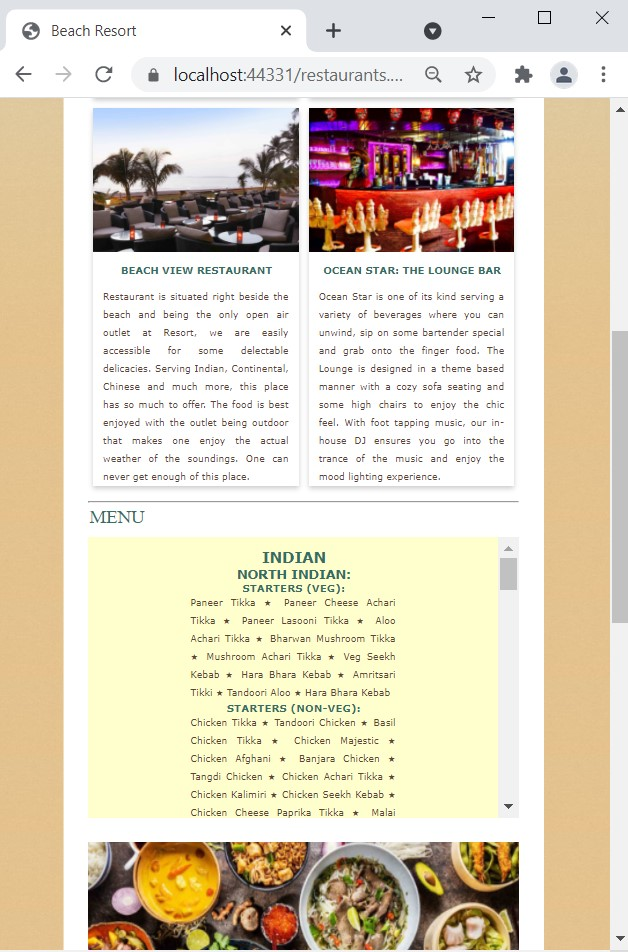 Beach Resort
localhost:44331/restaurants....
BEACH VIEW RESTAURANT
Restaurant is situated right beside the
beach and being the only open air
outlet at Resort, we are easily
accessible for some delectable
delicacies. Serving Indian, Continental,
Chinese and much more, this place
has so much to offer. The food is best
enjoyed with the outlet being outdoor
that makes one enjoy the actual
weather of the soundings. One can
never get enough of this place.
OCEAN STAR: THE LOUNGE BAR
Ocean Star is one of its kind serving a
variety of beverages where you can
unwind, sip on some bartender special
and grab onto the finger food. The
Lounge is designed in a theme based
manner with a cozy sofa seating and
some high chairs to enjoy the chic
feel. With foot tapping music, our in-
house DJ ensures you go into the
trance of the music and enjoy the
mood lighting experience.
MENU
INDIAN
NORTH INDIAN:
STARTERS (VEG):
Paneer Tikka ★ Paneer Cheese Achari
Tikka ★ Paneer Lasooni Tikka ★ Aloo
Achari Tikka ★ Bharwan Mushroom Tikka
★ Mushroom Achari Tikka ★ Veg Seekh
Kebab ★ Hara Bhara Kebab ★ Amritsari
Tikki ★ Tandoori Aloo ★ Hara Bhara Kebab
STARTERS (NON-VEG):
Chicken Tikka ★ Tandoori Chicken ★ Basil
Chicken Tikka ★ Chicken Majestic ★
Chicken Afghani ★ Banjara Chicken ★
Tangdi Chicken ★ Chicken Achari Tikka ★
Chicken Kalimiri ★ Chicken Seekh Kebab ★
Chicken Cheese Paprika Tikka ★ Malai